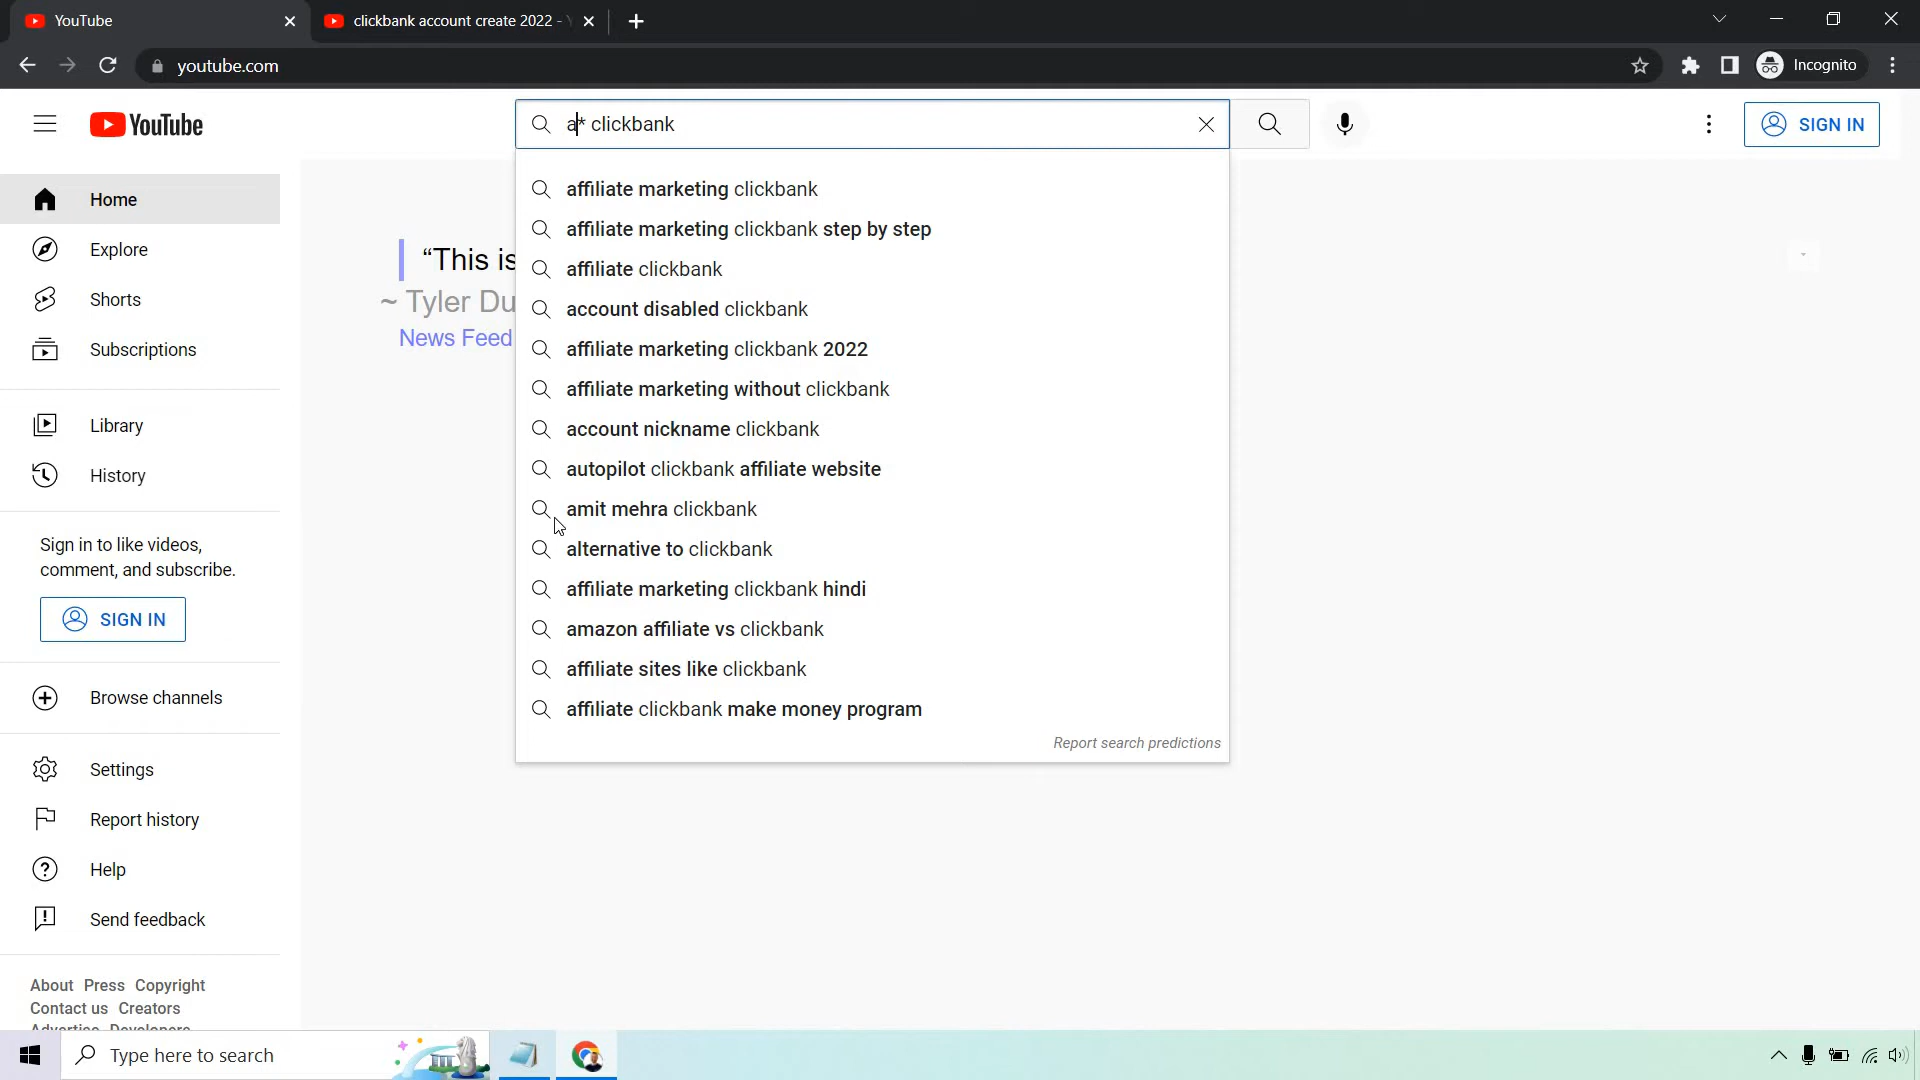 YouTube
clickbank account create 2022 - Y
youtube.com
Incognito
YouTube
a* clickbank
SIGN IN
Home
Explore
Shorts
Subscriptions
Library
History
Sign in to like videos,
comment, and subscribe.
SIGN IN
Browse channels
Settings
Report history
Help
Send feedback
About Press Copyright
Contact us Creators
Advertise Developers
“This is
~ Tyler Du
News Feed
affiliate marketing clickbank
affiliate marketing clickbank step by step
affiliate clickbank
account disabled clickbank
affiliate marketing clickbank 2022
affiliate marketing without clickbank
account nickname clickbank
autopilot clickbank affiliate website
amit mehra clickbank
alternative to clickbank
affiliate marketing clickbank hindi
amazon affiliate vs clickbank
affiliate sites like clickbank
affiliate clickbank make money program
Report search predictions
Type here to search